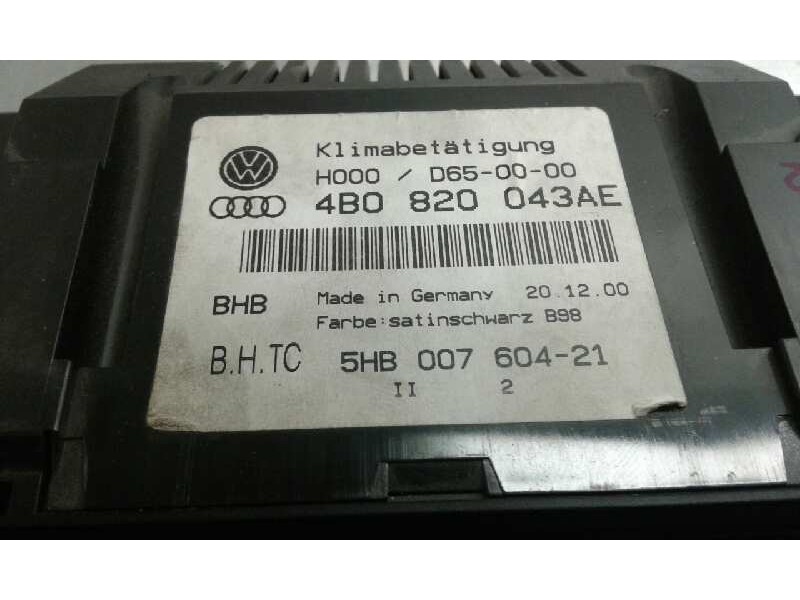 Klimabetätigung
H000 / D65-00-00
4B0 820 043AE
BHB Made in Germany 20.12.00
Farbe:satinschwarz B98
B.H.TC 5HB 007 604-21
II 2